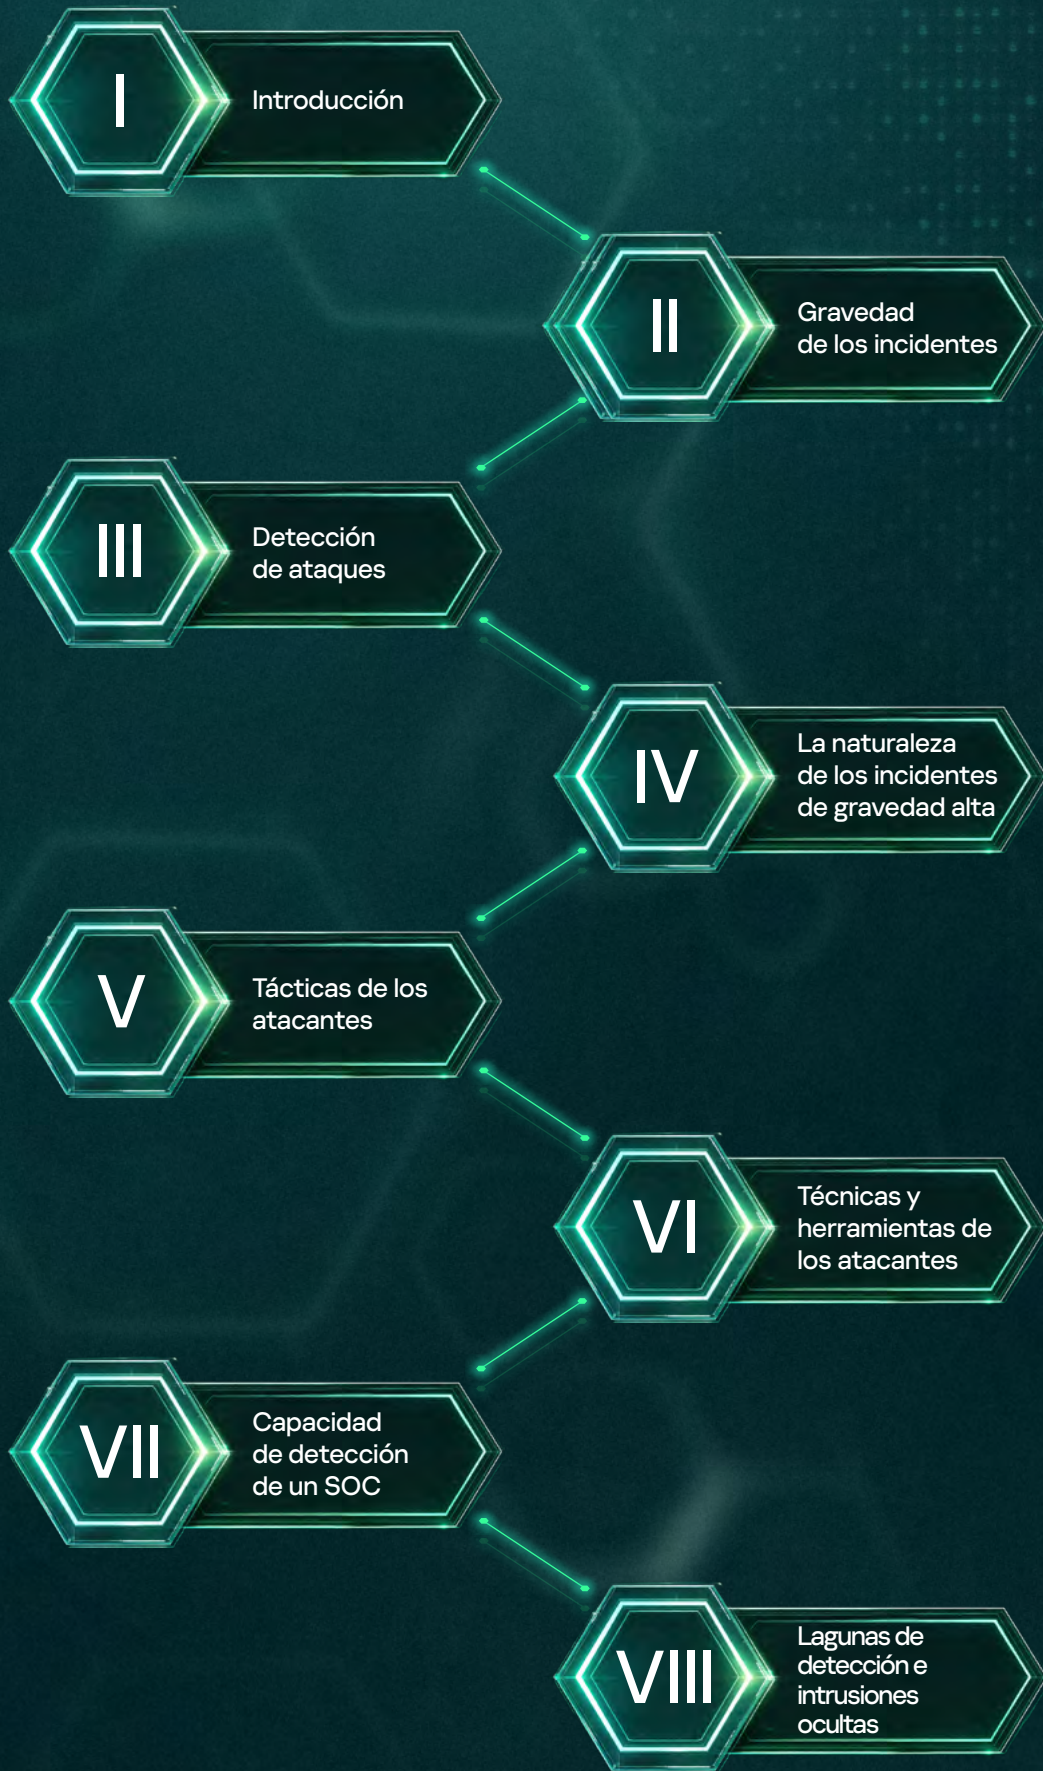 I
Introducción
II
Gravedad
de los incidentes
III
Detección
de ataques
IV
La naturaleza
de los incidentes
de gravedad alta
V
Tácticas de los
atacantes
VI
Técnicas y
herramientas de
los atacantes
VII
Capacidad
de detección
de un SOC
VIII
Lagunas de
detección e
intrusiones
ocultas